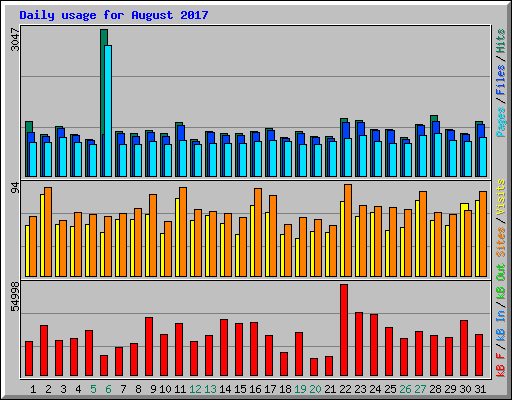 Daily usage for August 2017
3047
Pages / Files / Hits
94
Sites / Visits
54998
kB F / kB In / kB Out
1 2 3 4 5 6 7 8 9 10 11 12 13 14 15 16 17 18 19 20 21 22 23 24 25 26 27 28 29 30 31